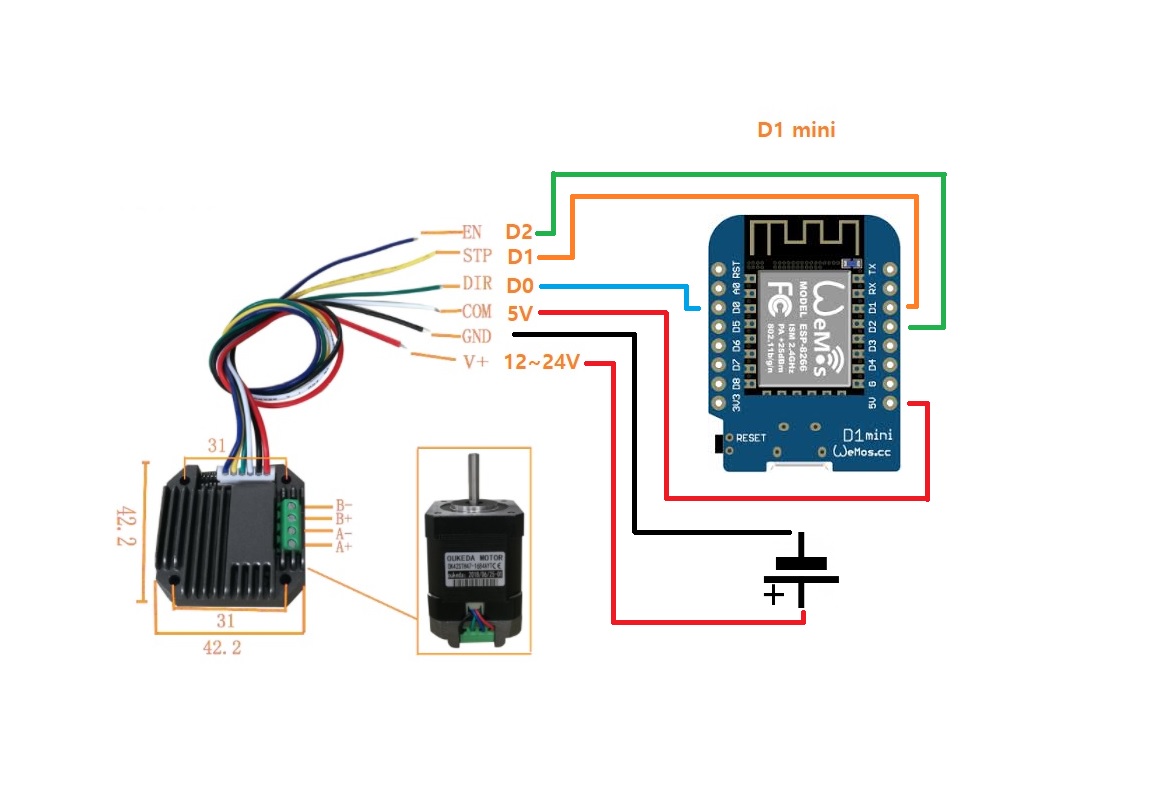 D1 mini
EN D2
STP D1
DIR D0
COM 5V
GND
V+ 12~24V
RST
A0
D0
D5
D6
D7
D8
3V3
TX
RX
D1
D2
D3
D4
G
5V
WeMos
MODEL ESP-8266
ISM 2.4GHz
PA +25dBm
802.11b/g/n
FC
RESET
D1mini
WeMos.cc
31
42.2
B-
B+
A-
A+
31
42.2
OUKEDA MOTOR
+